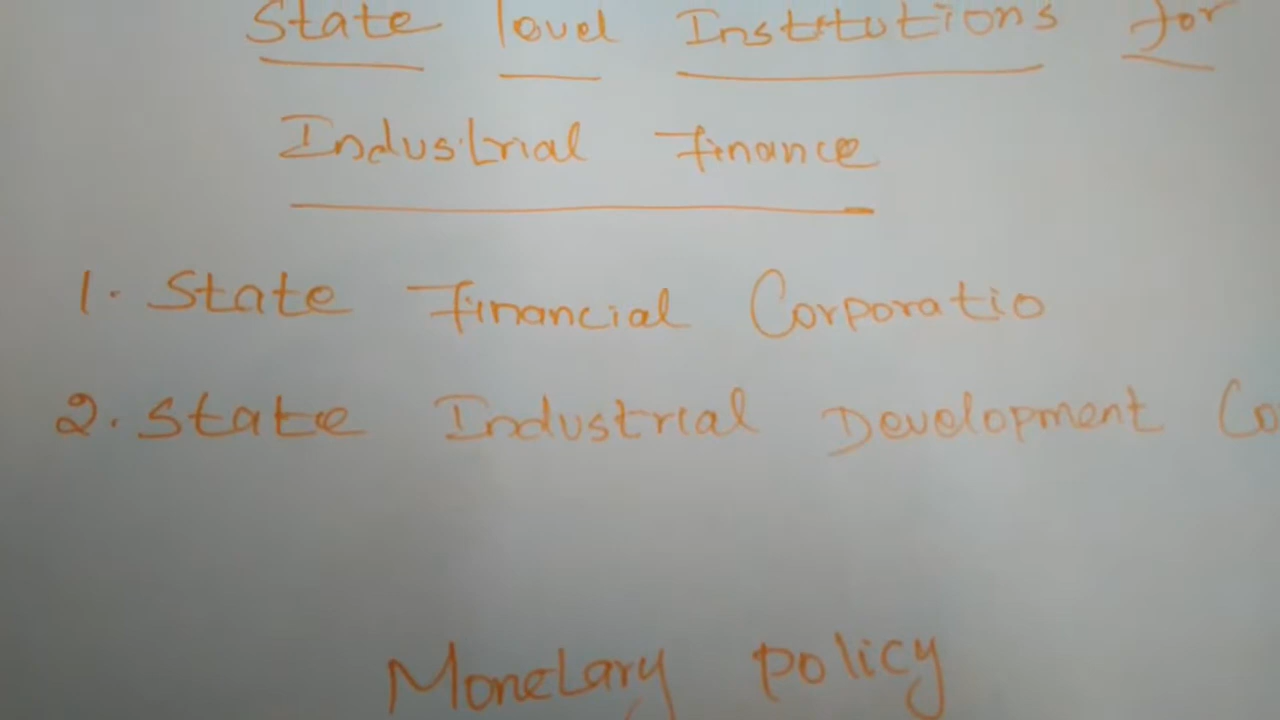 State level Institutions for
Industrial Finance
1. State Financial Corporatio
2. State Industrial Development Co
Monetary policy